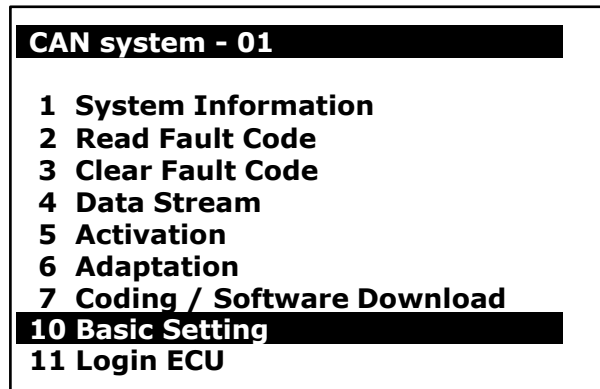 CAN system - 01
1 System Information
2 Read Fault Code
3 Clear Fault Code
4 Data Stream
5 Activation
6 Adaptation
7 Coding / Software Download
10 Basic Setting
11 Login ECU